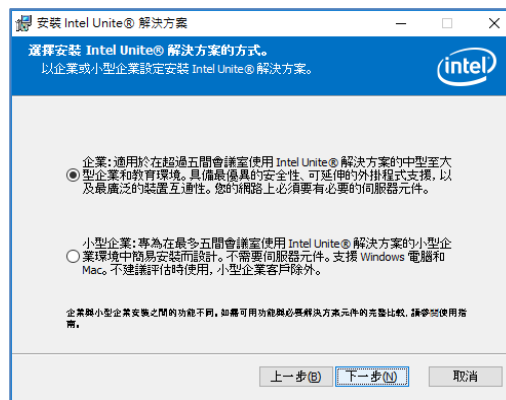 安裝 Intel Unite® 解決方案
選擇安裝 Intel Unite® 解決方案的方式。
以企業或小型企業設定安裝 Intel Unite® 解決方案。
intel
企業: 適用於在超過五間會議室使用 Intel Unite® 解決方案的中型至大
型企業和教育環境。具備最優異的安全性、可延伸的外掛程式支援, 以
及最廣泛的裝置互通性。您的網路上必須要有必要的伺服器元件。
小型企業: 專為在最多五間會議室使用 Intel Unite® 解決方案的小型企
業環境中簡易安裝而設計。不需要伺服器元件。支援 Windows 電腦和
Mac。不建議評估時使用, 小型企業客戶除外。
企業與小型企業安裝之間的功能不同。如需可用功能與必要解決方案元件的完整比較, 請參閱使用指
南。
上一步(B) 下一步(N) 取消